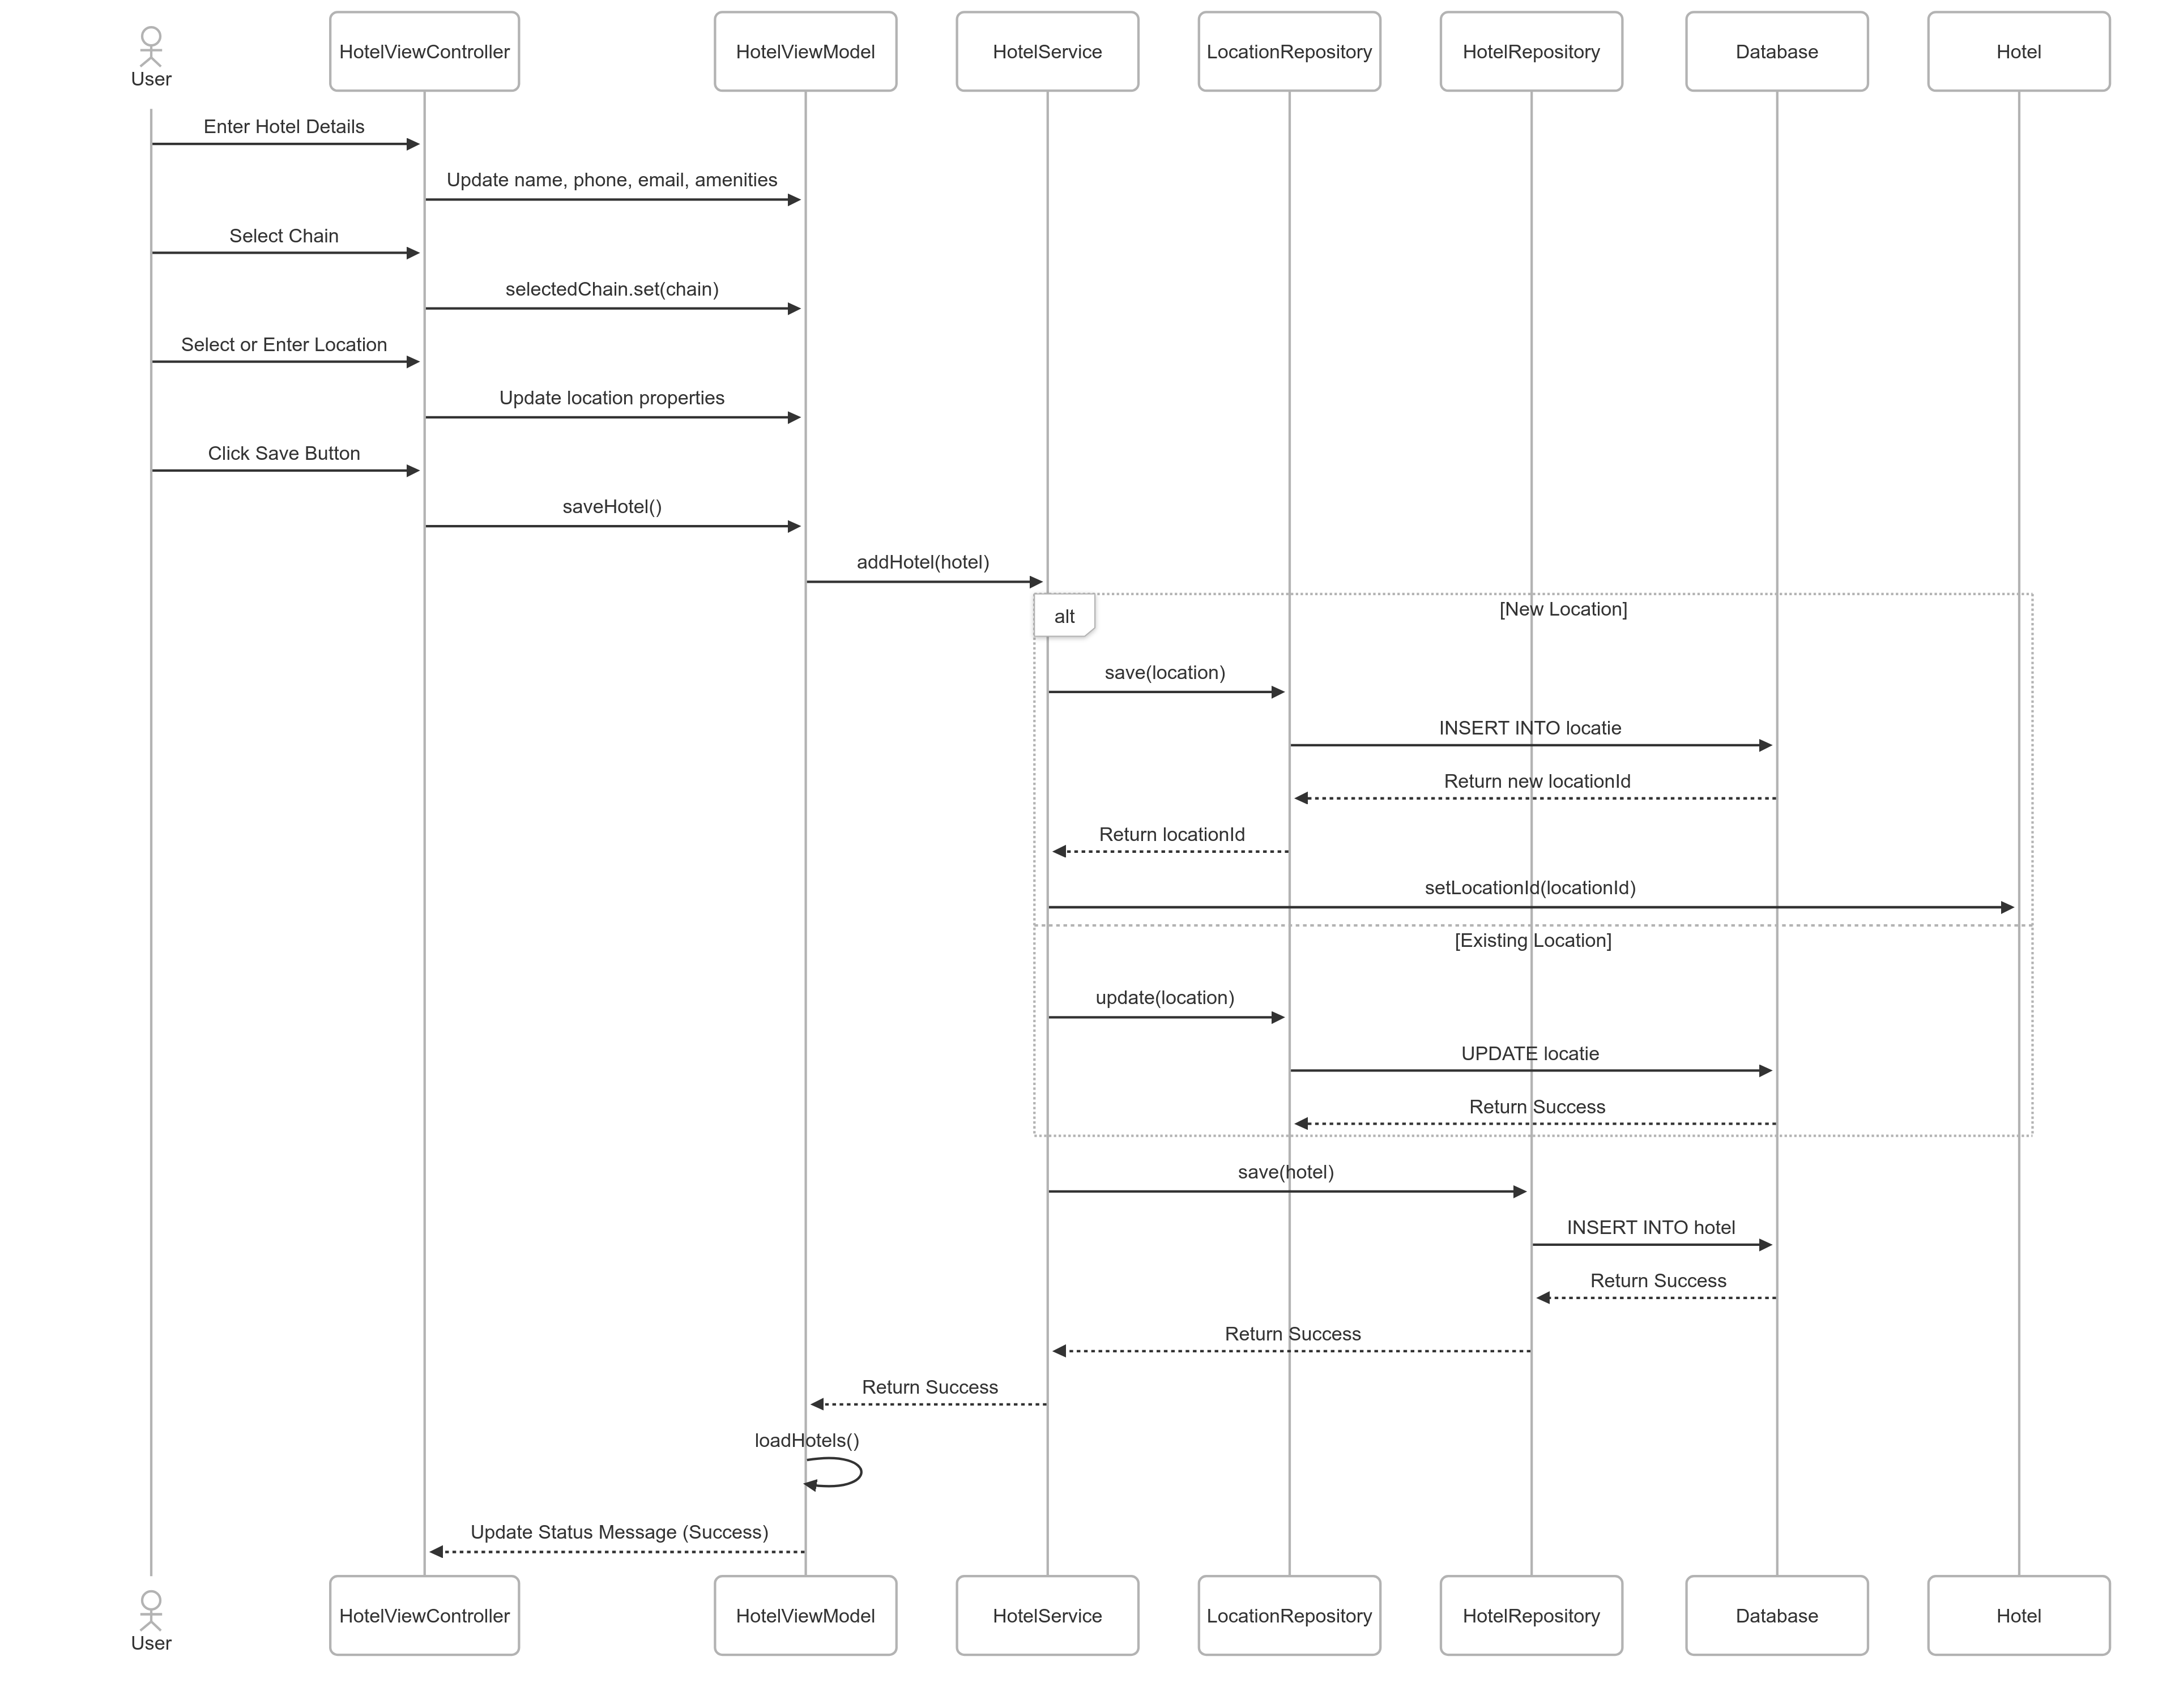 User
HotelViewController
HotelViewModel
HotelService
LocationRepository
HotelRepository
Database
Hotel
Enter Hotel Details
Update name, phone, email, amenities
Select Chain
selectedChain.set(chain)
Select or Enter Location
Update location properties
Click Save Button
saveHotel()
addHotel(hotel)
alt
[New Location]
save(location)
INSERT INTO locatie
Return new locationId
Return locationId
setLocationId(locationId)
[Existing Location]
update(location)
UPDATE locatie
Return Success
save(hotel)
INSERT INTO hotel
Return Success
Return Success
Return Success
loadHotels()
Update Status Message (Success)
User
HotelViewController
HotelViewModel
HotelService
LocationRepository
HotelRepository
Database
Hotel